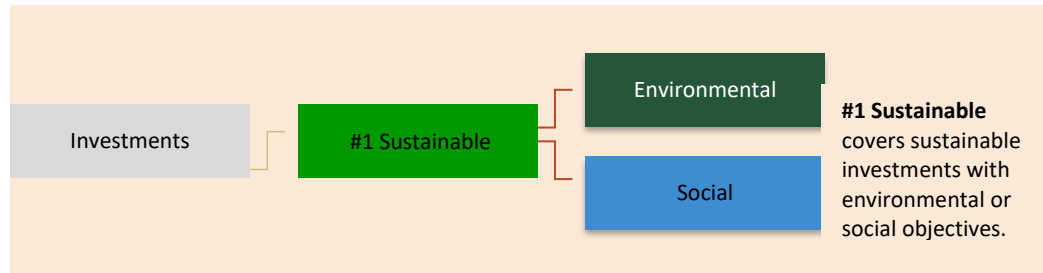 Investments
#1 Sustainable
Environmental
Social
#1 Sustainable
covers sustainable
investments with
environmental or
social objectives.